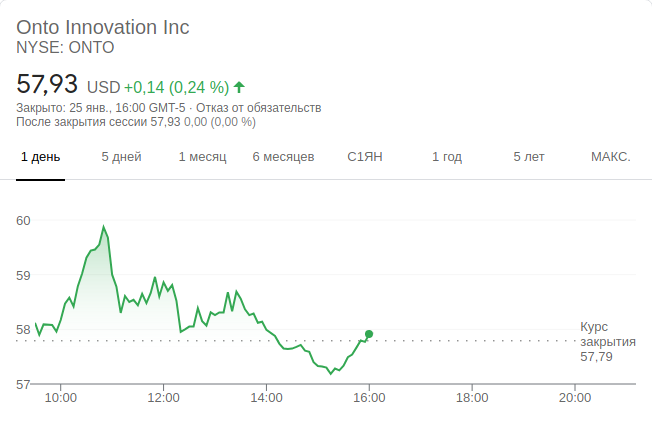 Onto Innovation Inc
NYSE: ONTO
57,93 USD +0,14 (0,24 %)
Закрыто: 25 янв., 16:00 GMT-5 · Отказ от обязательств
После закрытия сессии 57,93 0,00 (0,00 %)
1 день 5 дней 1 месяц 6 месяцев С1ЯН 1 год 5 лет МАКС.
60
59
58
57
Курс
закрытия
57,79
10:00 12:00 14:00 16:00 18:00 20:00